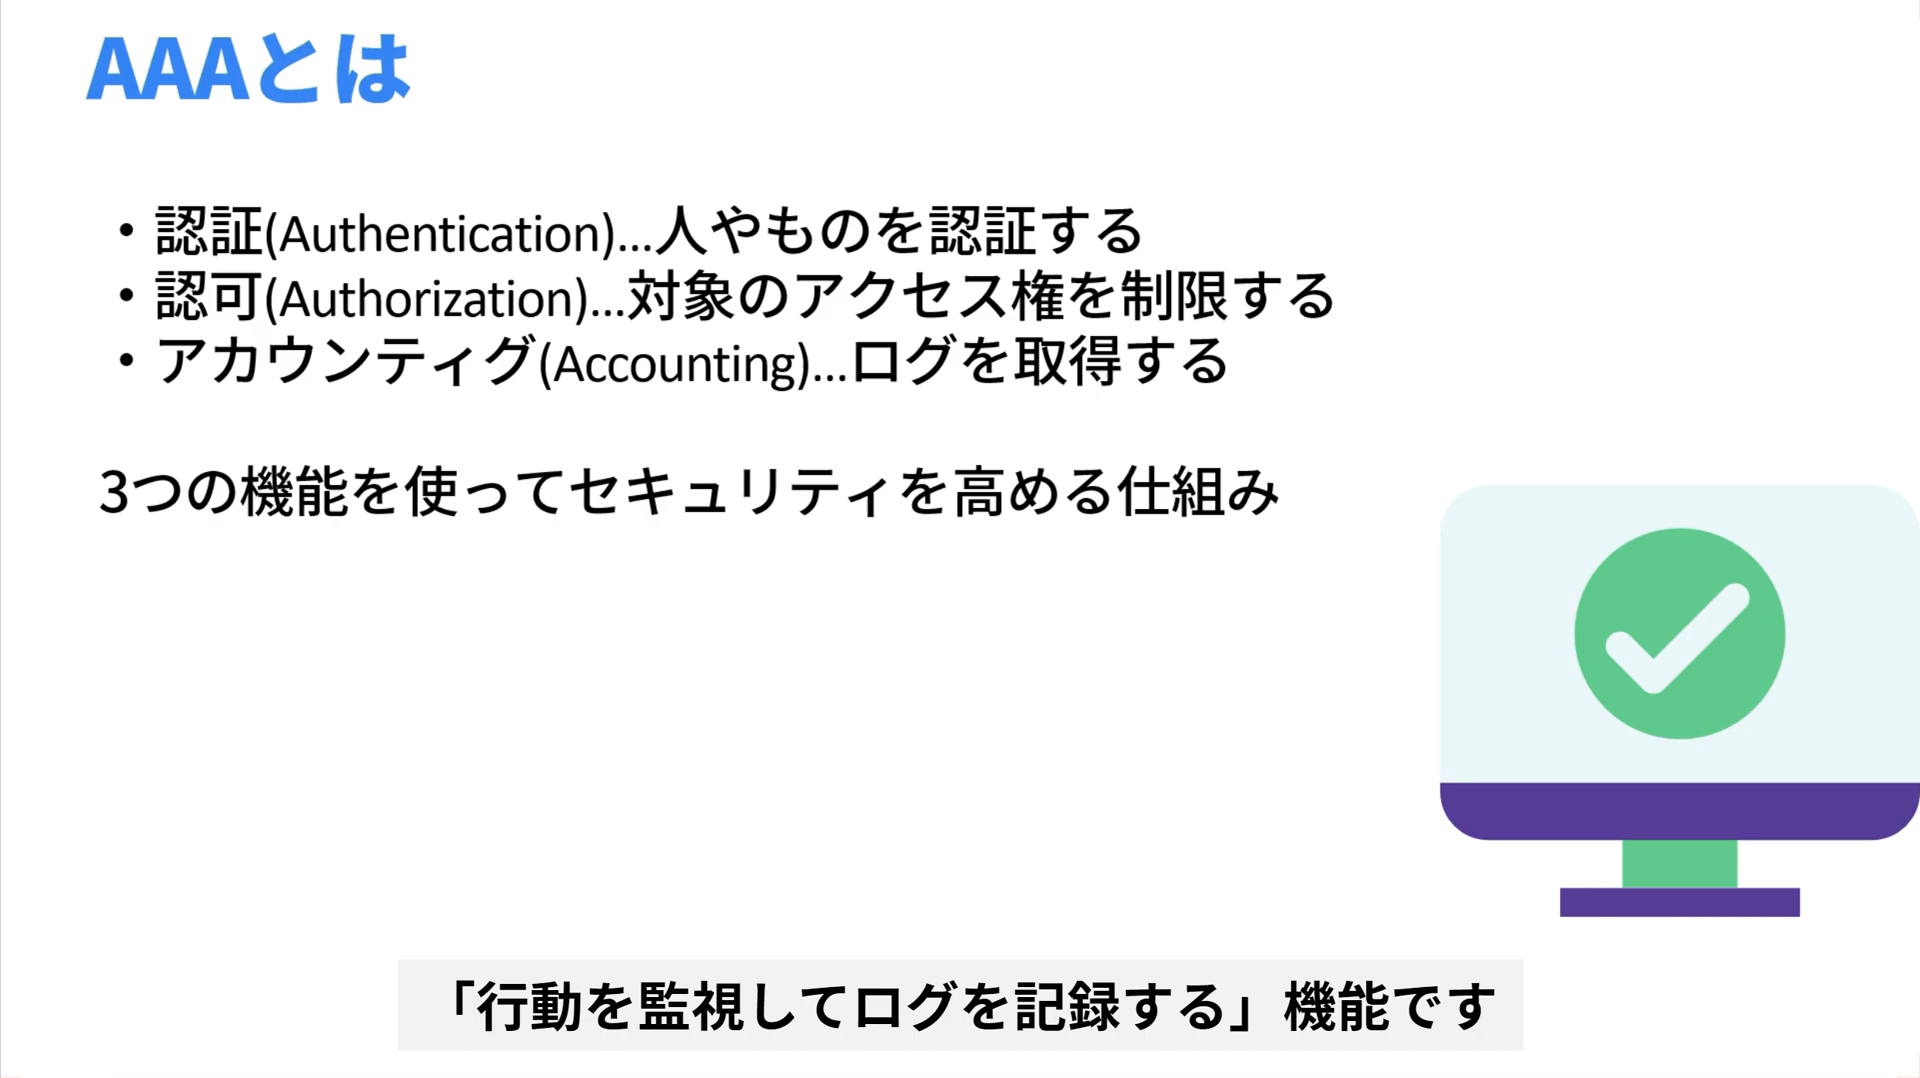 AAAとは
・認証(Authentication)…人やものを認証する
・認可(Authorization)…対象のアクセス権を制限する
・アカウンティグ(Accounting)…ログを取得する
3つの機能を使ってセキュリティを高める仕組み
「行動を監視してログを記録する」機能です